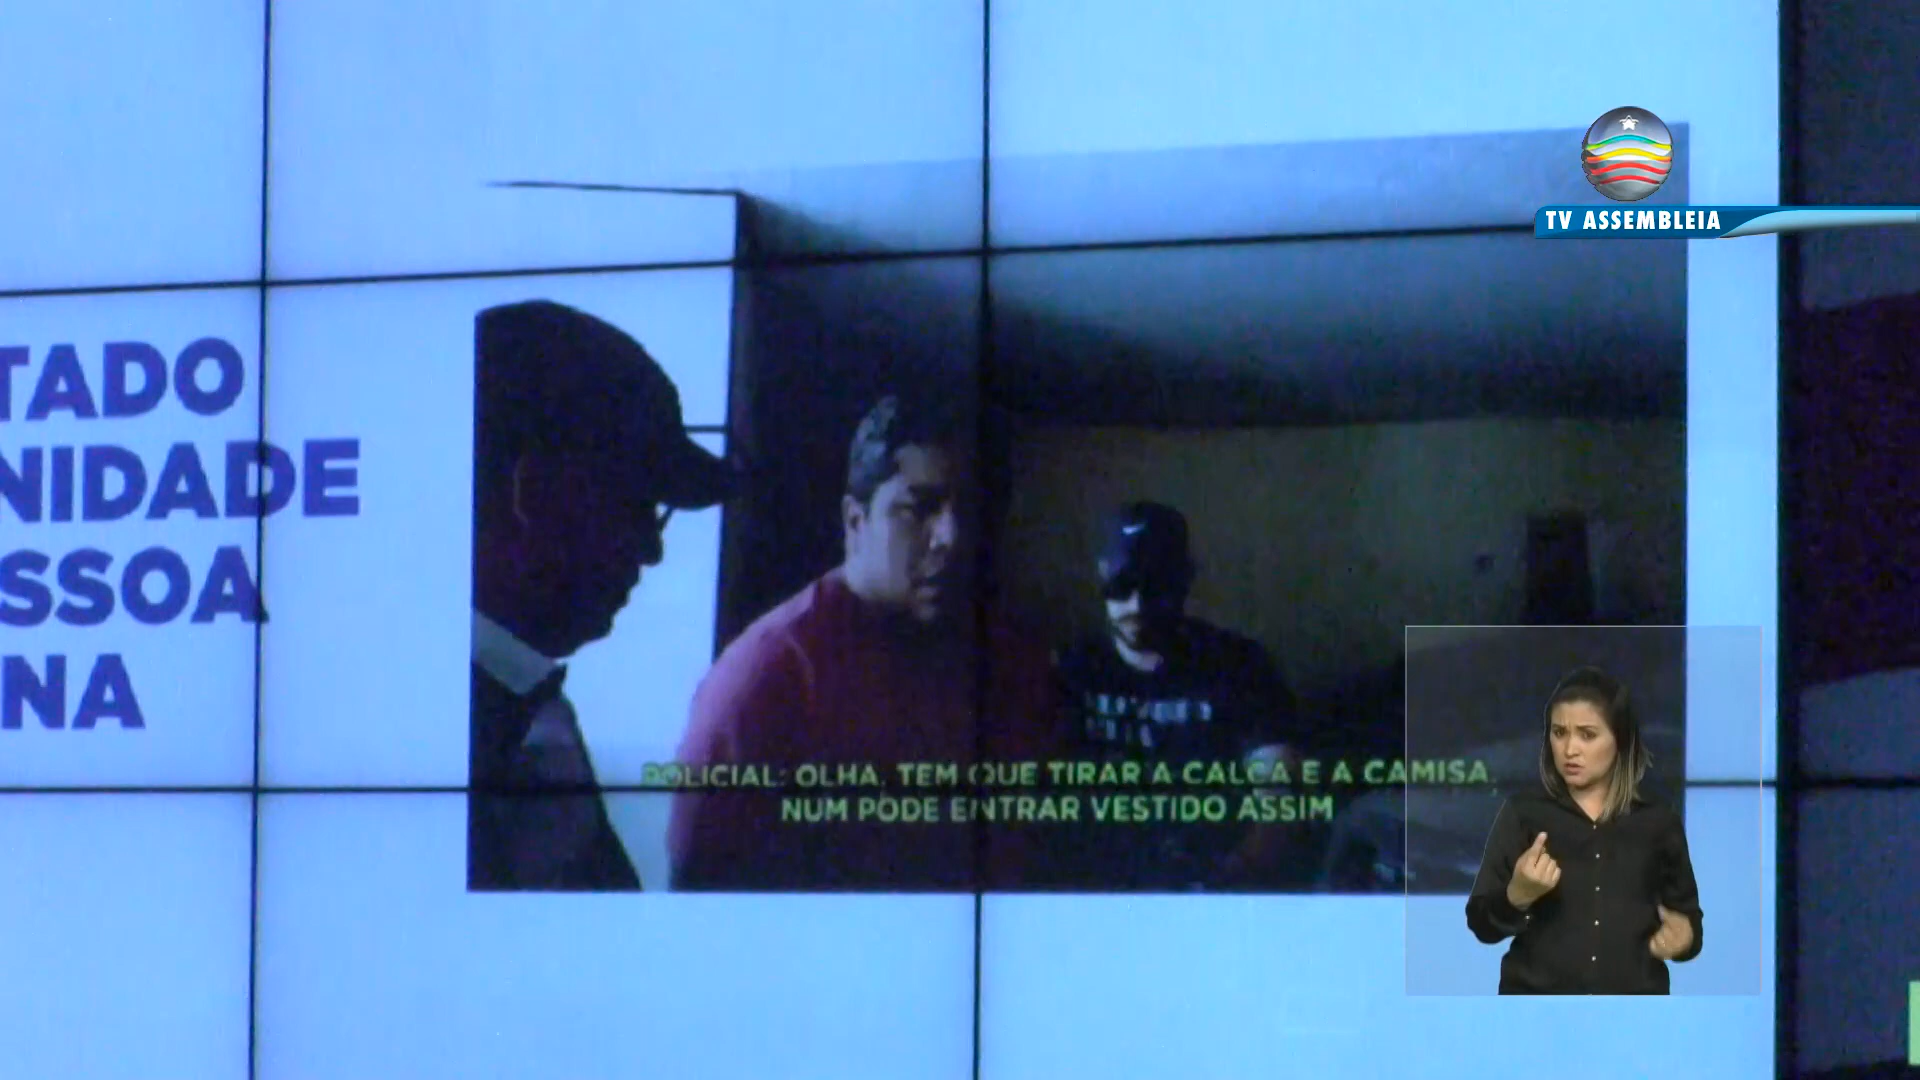 TADO
NIDADE
SSOA
NA
TV ASSEMBLEIA
POLICIAL: OLHA, TEM QUE TIRAR A CALÇA E A CAMISA,
NUM PODE ENTRAR VESTIDO ASSIM